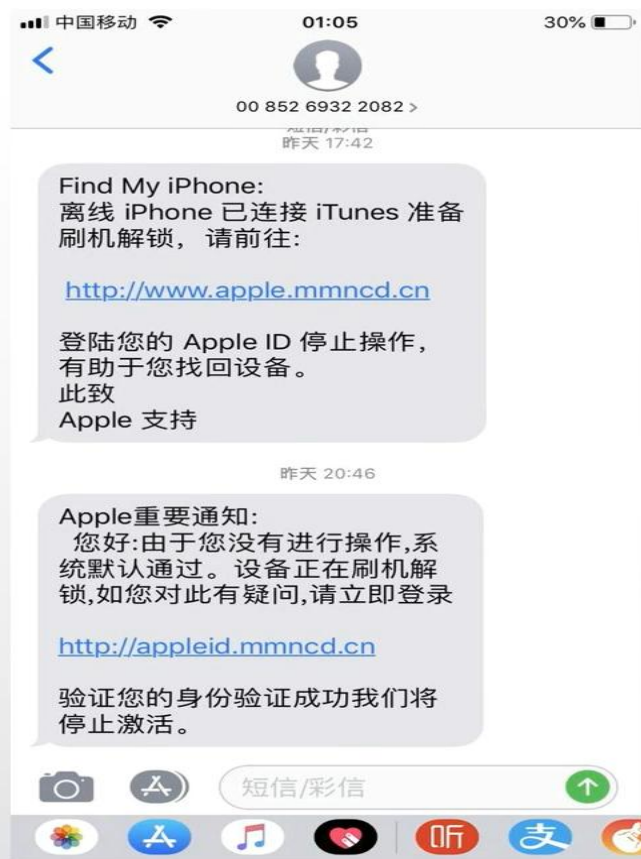 中国移动
01:05
30%
00 852 6932 2082 >
昨天 17:42
Find My iPhone:
离线 iPhone 已连接 iTunes 准备
刷机解锁，请前往:
http://www.apple.mmncd.cn
登陆您的 Apple ID 停止操作,
有助于您找回设备。
此致
Apple 支持
昨天 20:46
Apple重要通知:
您好:由于您没有进行操作,系
统默认通过。设备正在刷机解
锁,如您对此有疑问,请立即登录
http://appleid.mmncd.cn
验证您的身份验证成功我们将
停止激活。
短信/彩信
听
支